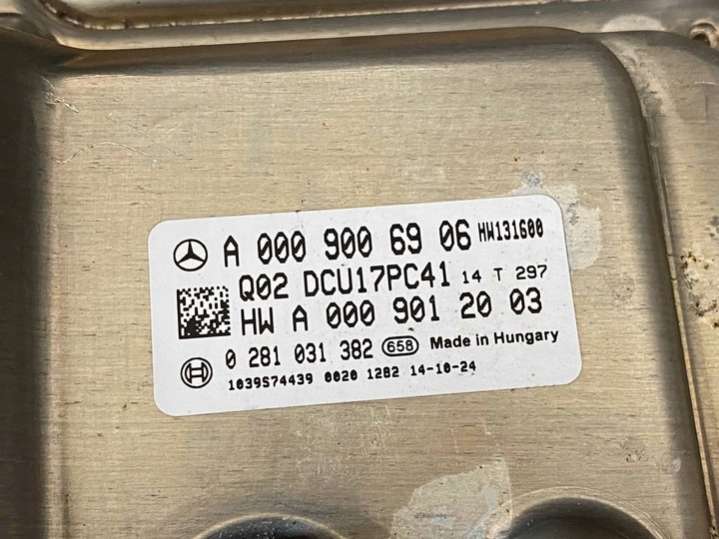 A 000 900 69 06 HW131600
Q02 DCU17PC41 14 T 297
HW A 000 901 20 03
0 281 031 382 658 Made in Hungary
1039S74439 0020 1282 14-10-24